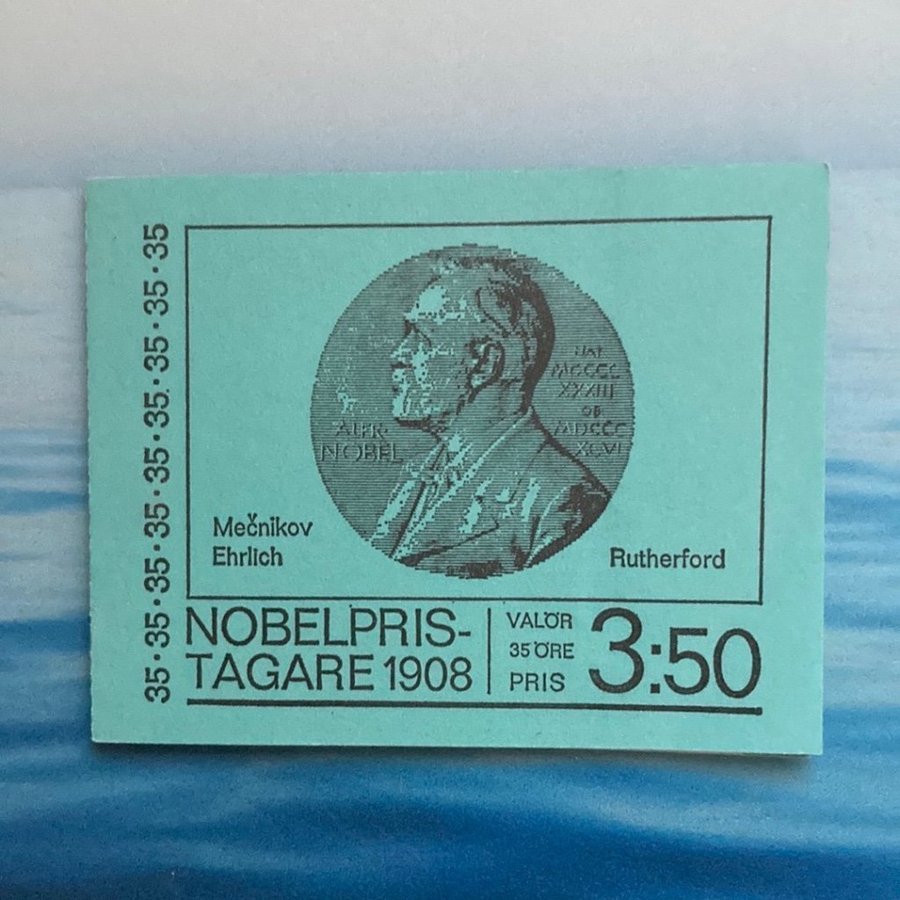 35·35·35·35·35·35·35·35·35
ALFR·
NOBEL
NAT
MDCCC
XXXIII
OB
MDCCC
XCVI
Mečnikov
Ehrlich
Rutherford
NOBELPRIS-
TAGARE 1908
VALÖR
35 ÖRE
PRIS
3:50